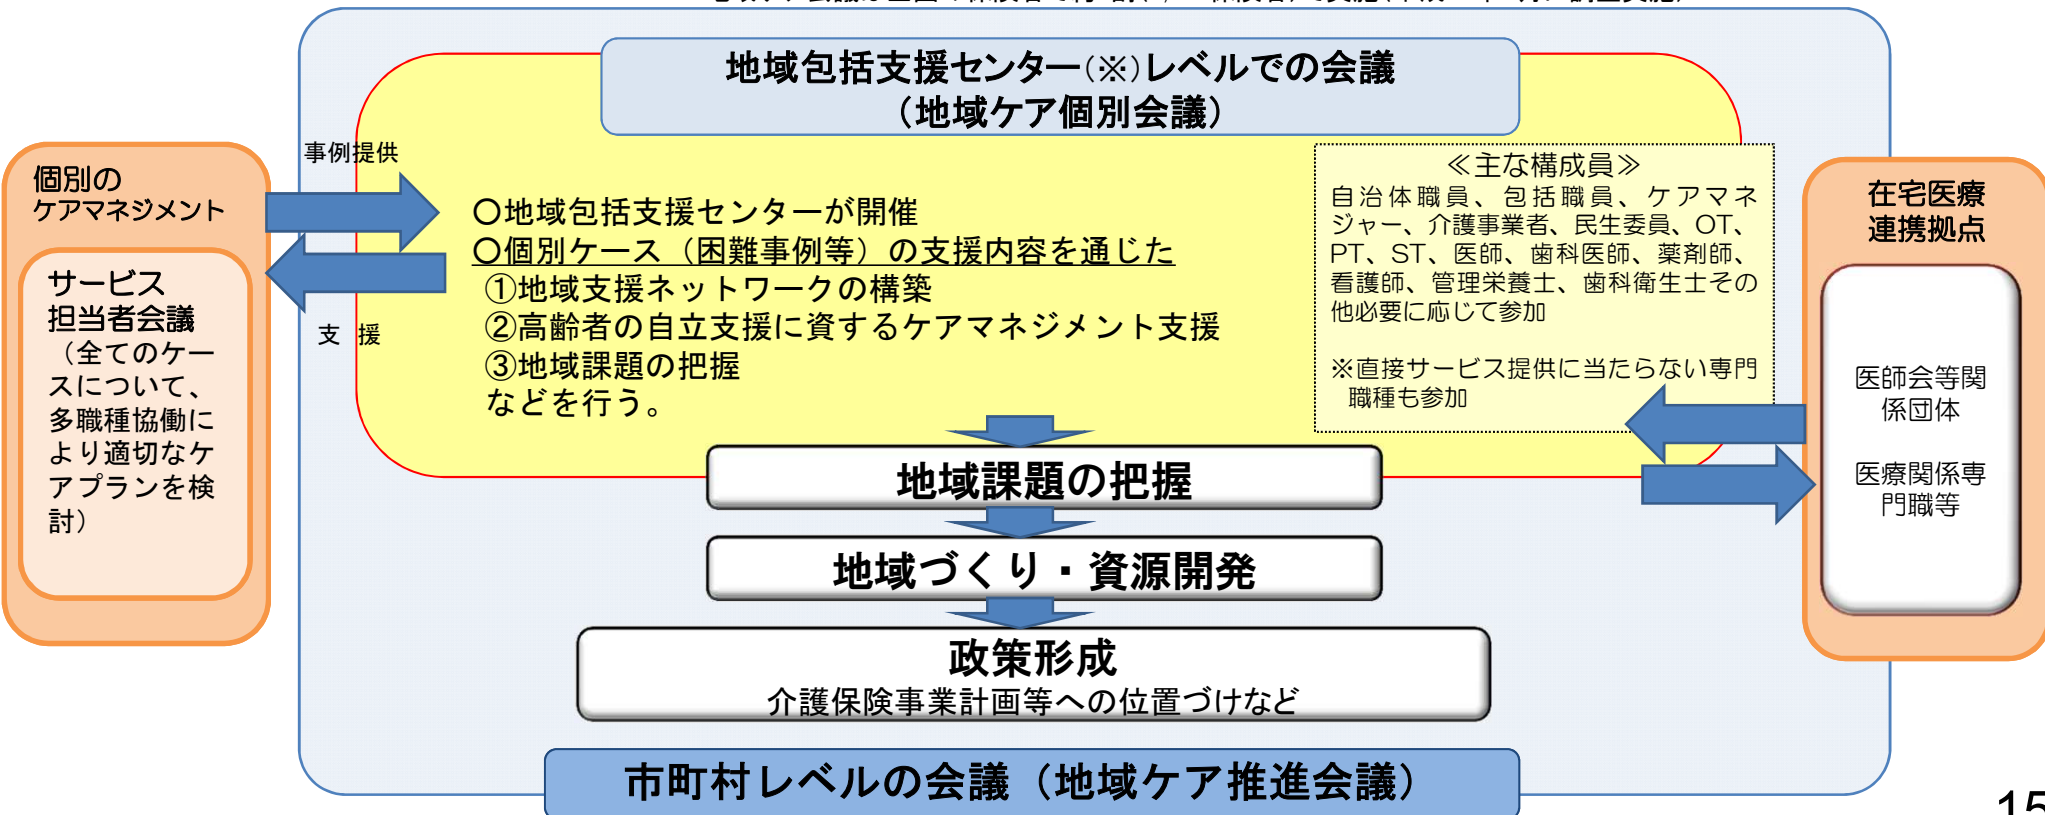 地域包括支援センター(※)レベルでの会議
（地域ケア個別会議）
事例提供
支　援
個別の
ケアマネジメント
サービス
担当者会議
（全てのケー
スについて、
多職種協働に
より適切なケ
アプランを検
討）
〇地域包括支援センターが開催
〇個別ケース（困難事例等）の支援内容を通じた
①地域支援ネットワークの構築
②高齢者の自立支援に資するケアマネジメント支援
③地域課題の把握
などを行う。
≪主な構成員≫
自治体職員、包括職員、ケアマネ
ジャー、介護事業者、民生委員、OT、
PT、ST、医師、歯科医師、薬剤師、
看護師、管理栄養士、歯科衛生士その
他必要に応じて参加
※直接サービス提供に当たらない専門
職種も参加
在宅医療
連携拠点
医師会等関
係団体
医療関係専
門職等
地域課題の把握
地域づくり・資源開発
政策形成
介護保険事業計画等への位置づけなど
市町村レベルの会議（地域ケア推進会議）
15